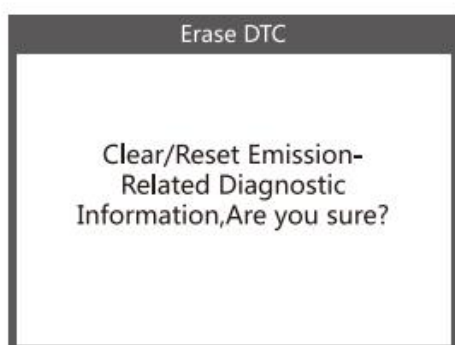 Erase DTC
Clear/Reset Emission-
Related Diagnostic
Information,Are you sure?